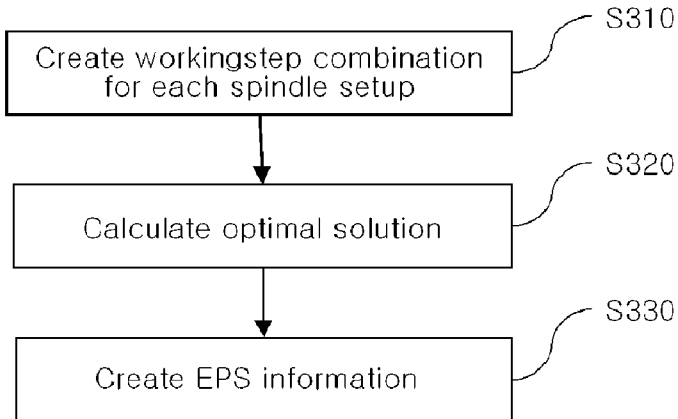 S310
Create workingstep combination
for each spindle setup
S320
Calculate optimal solution
S330
Create EPS information